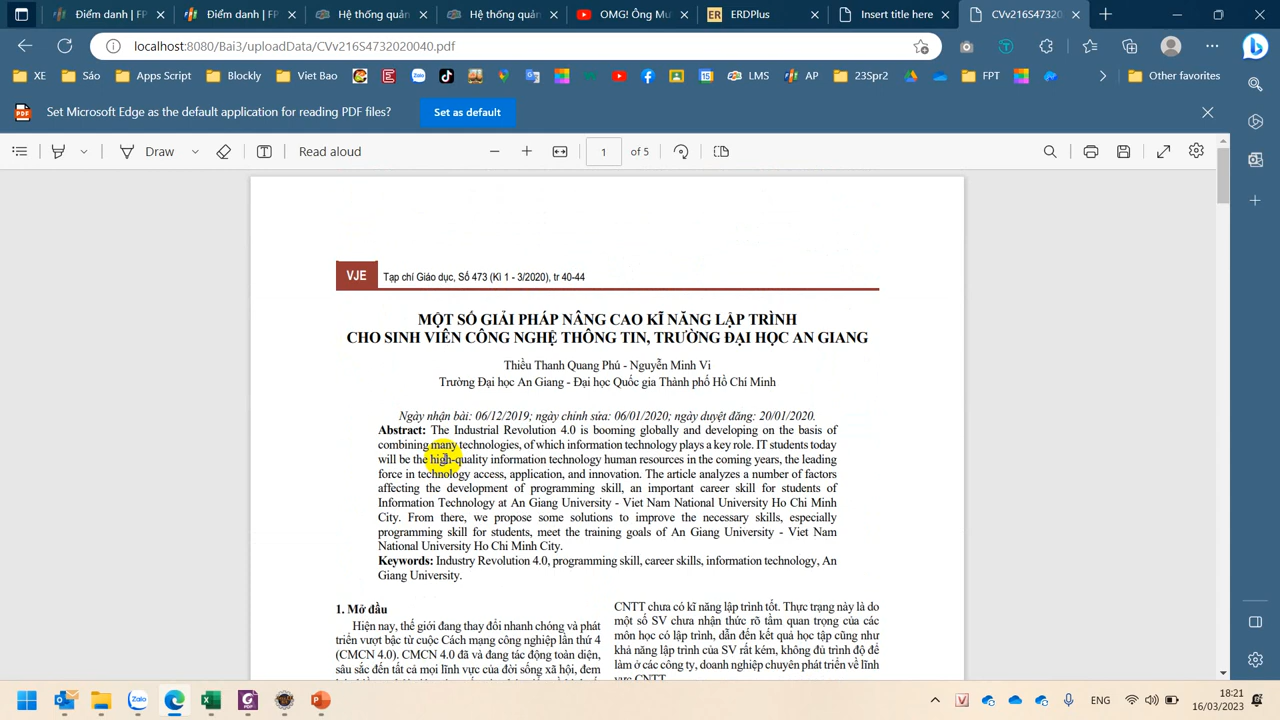 Điểm danh | FP
Điểm danh | FP
Hệ thống quản
Hệ thống quản
OMG! Ông Mư
ER ERDPlus
Insert title here
CVv216S4732020
localhost:8080/Bai3/uploadData/CVv216S4732020040.pdf
XE
Sáo
Apps Script
Blockly
Viet Bao
LMS
AP
23Spr2
FPT
Other favorites
Set Microsoft Edge as the default application for reading PDF files?
Set as default
Draw
Read aloud
1 of 5
VJE Tạp chí Giáo dục, Số 473 (Kì 1 - 3/2020), tr 40-44
MỘT SỐ GIẢI PHÁP NÂNG CAO KĨ NĂNG LẬP TRÌNH
CHO SINH VIÊN CÔNG NGHỆ THÔNG TIN, TRƯỜNG ĐẠI HỌC AN GIANG
Thiều Thanh Quang Phú - Nguyễn Minh Vi
Trường Đại học An Giang - Đại học Quốc gia Thành phố Hồ Chí Minh
Ngày nhận bài: 06/12/2019; ngày chỉnh sửa: 06/01/2020; ngày duyệt đăng: 20/01/2020.
Abstract: The Industrial Revolution 4.0 is booming globally and developing on the basis of
combining many technologies, of which information technology plays a key role. IT students today
will be the high-quality information technology human resources in the coming years, the leading
force in technology access, application, and innovation. The article analyzes a number of factors
affecting the development of programming skill, an important career skill for students of
Information Technology at An Giang University - Viet Nam National University Ho Chi Minh
City. From there, we propose some solutions to improve the necessary skills, especially
programming skill for students, meet the training goals of An Giang University - Viet Nam
National University Ho Chi Minh City.
Keywords: Industry Revolution 4.0, programming skill, career skills, information technology, An
Giang University.
1. Mở đầu
Hiện nay, thế giới đang thay đổi nhanh chóng và phát
triển vượt bậc từ cuộc Cách mạng công nghiệp lần thứ 4
(CMCN 4.0). CMCN 4.0 đã và đang tác động toàn diện,
sâu sắc đến tất cả mọi lĩnh vực của đời sống xã hội, đem
CNTT chưa có kĩ năng lập trình tốt. Thực trạng này là do
một số SV chưa nhận thức rõ tầm quan trọng của các
môn học có lập trình, dẫn đến kết quả học tập cũng như
khả năng lập trình của SV rất kém, không đủ trình độ để
làm ở các công ty, doanh nghiệp chuyên phát triển về lĩnh
vực CNTT.
ENG
18:21
16/03/2023